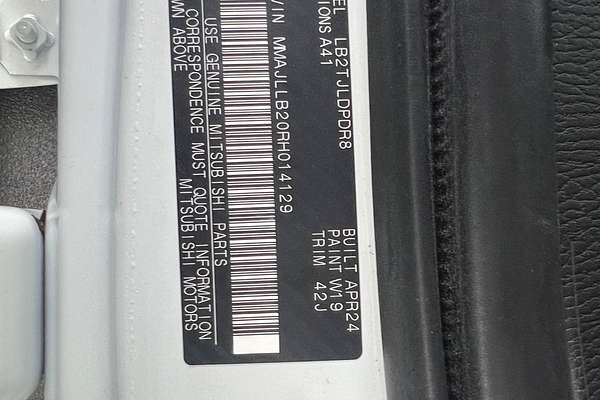 EL LB2TJLDPDR8
IONS A41
BUILT APR24
PAINT W19
TRIM 42J
VIN MMAJLLB20RH014129
USE GENUINE MITSUBISHI PARTS
CORRESPONDENCE MUST QUOTE INFORMATION
WN ABOVE MITSUBISHI MOTORS